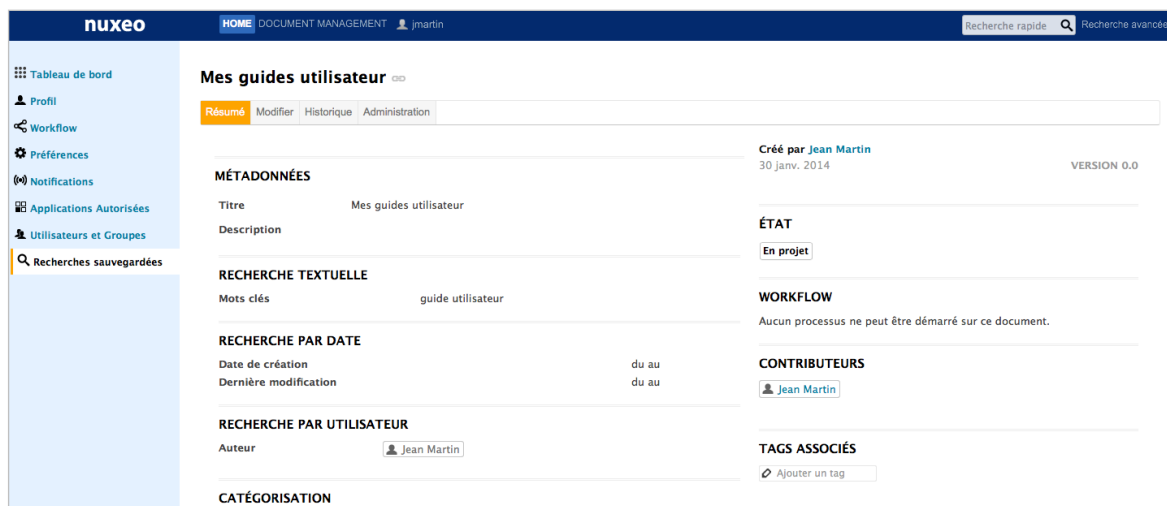 nuxeo
HOME DOCUMENT MANAGEMENT jmartin
Recherche rapide Recherche avancée
Tableau de bord
Profil
Workflow
Préférences
Notifications
Applications Autorisées
Utilisateurs et Groupes
Recherches sauvegardées
Mes guides utilisateur
Résumé Modifier Historique Administration
MÉTADONNÉES
Titre Mes guides utilisateur
Description
RECHERCHE TEXTUELLE
Mots clés guide utilisateur
RECHERCHE PAR DATE
Date de création du au
Dernière modification du au
RECHERCHE PAR UTILISATEUR
Auteur Jean Martin
CATÉGORISATION
Créé par Jean Martin
30 janv. 2014 VERSION 0.0
ÉTAT
En projet
WORKFLOW
Aucun processus ne peut être démarré sur ce document.
CONTRIBUTEURS
Jean Martin
TAGS ASSOCIÉS
Ajouter un tag